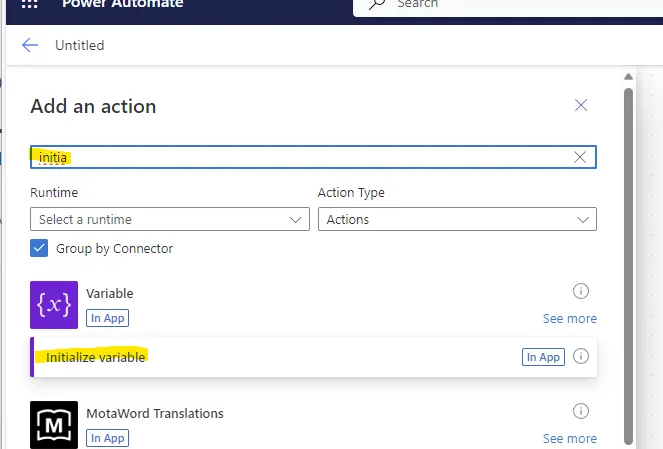 Power Automate
Search
Untitled
Add an action
initia
Runtime
Action Type
Select a runtime
Actions
Group by Connector
{x}
Variable
In App
See more
Initialize variable
In App
M
MotaWord Translations
In App
See more